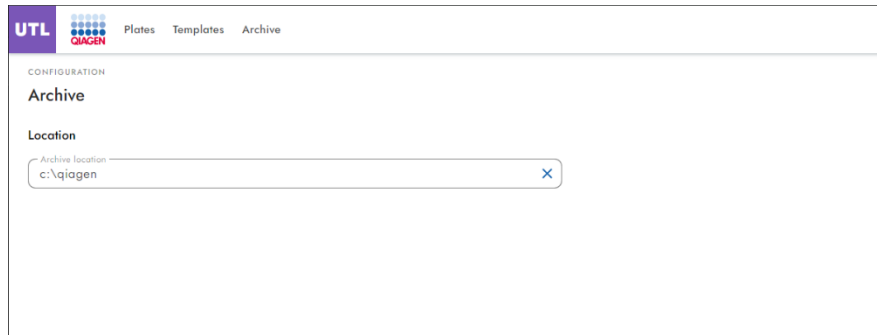 UTL QIAGEN Plates Templates Archive
CONFIGURATION
Archive
Location
Archive location
c:\qiagen